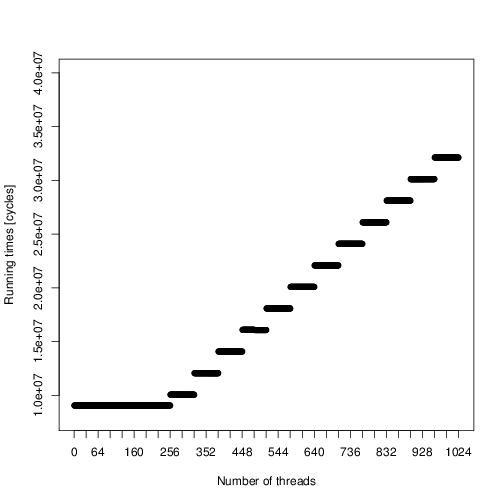 4.0e+07
3.5e+07
3.0e+07
2.5e+07
2.0e+07
1.5e+07
1.0e+07
Running times [cycles]
0 64 160 256 352 448 544 640 736 832 928 1024
Number of threads